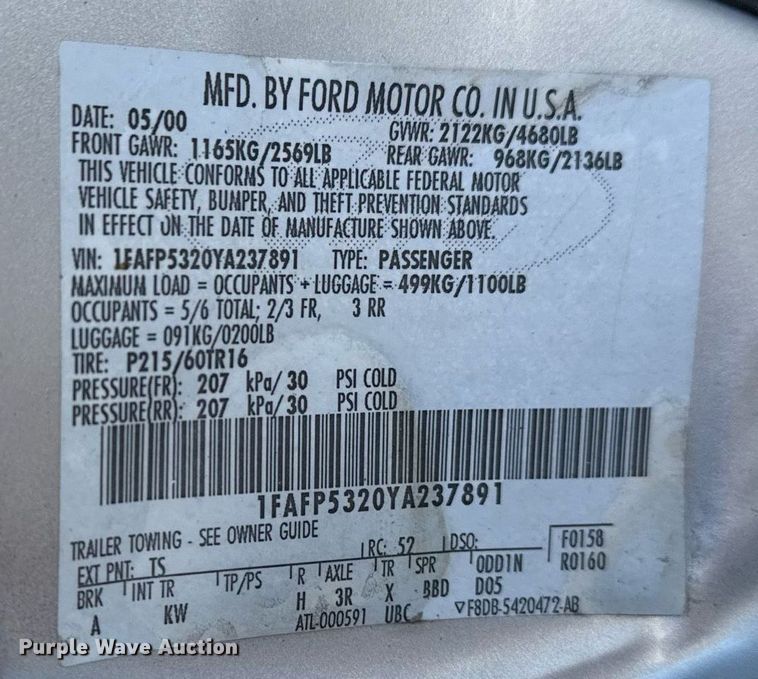 MFD. BY FORD MOTOR CO. IN U.S.A.
DATE: 05/00 GVWR: 2122KG/4680LB
FRONT GAWR: 1165KG/2569LB REAR GAWR: 968KG/2136LB
THIS VEHICLE CONFORMS TO ALL APPLICABLE FEDERAL MOTOR
VEHICLE SAFETY, BUMPER, AND THEFT PREVENTION STANDARDS
IN EFFECT ON THE DATE OF MANUFACTURE SHOWN ABOVE.
VIN: 1FAFP5320YA237891 TYPE: PASSENGER
MAXIMUM LOAD = OCCUPANTS + LUGGAGE = 499KG/1100LB
OCCUPANTS = 5/6 TOTAL; 2/3 FR, 3 RR
LUGGAGE = 091KG/0200LB
TIRE: P215/60TR16
PRESSURE(FR): 207 kPa/ 30 PSI COLD
PRESSURE(RR): 207 kPa/ 30 PSI COLD
1FAFP5320YA237891
TRAILER TOWING - SEE OWNER GUIDE
EXT PNT: TS RC: 52 DSO: F0158
BRK INT TR TP/PS R AXLE TR SPR ODD1N R0160
A KW H 3R X BBD D05
ATL-000591 UBC ▽F8DB-5420472-AB
Purple Wave Auction